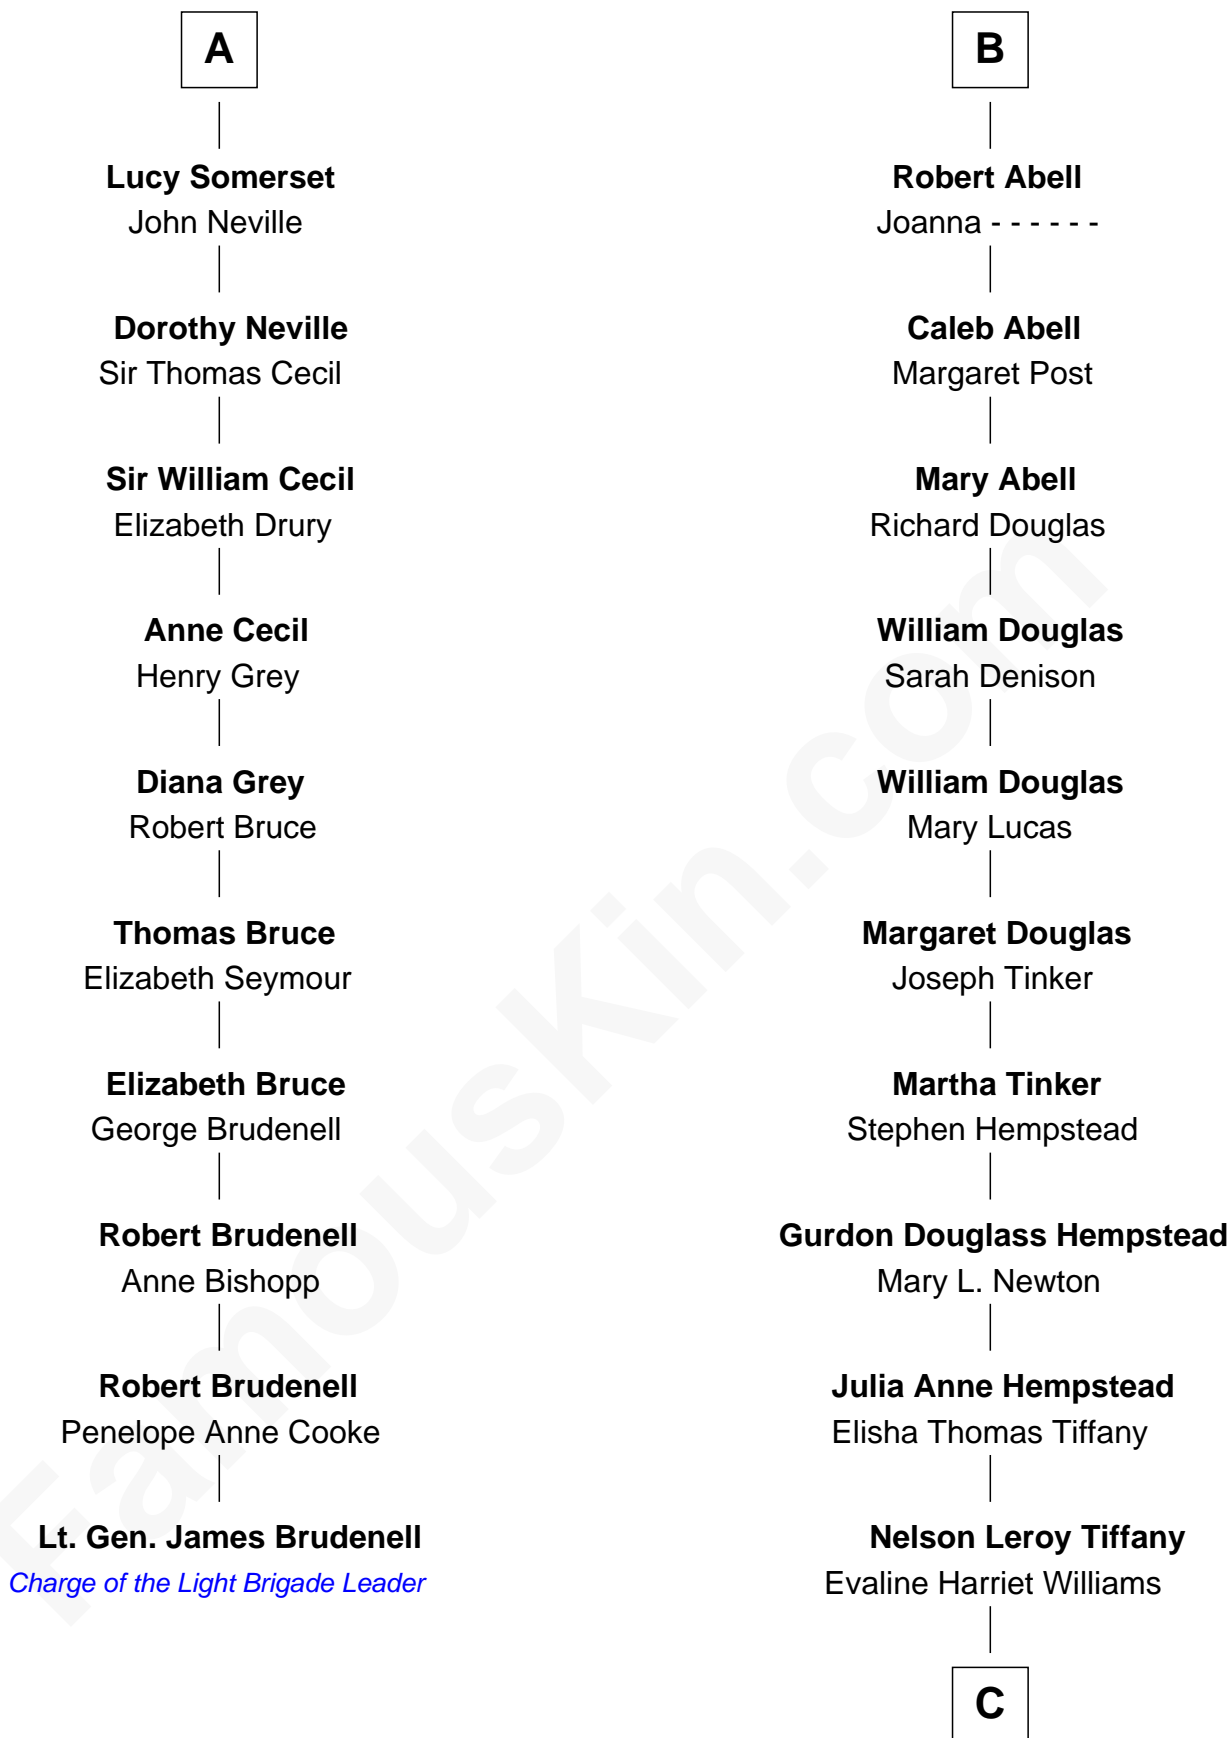 A
Lucy Somerset
John Neville
Dorothy Neville
Sir Thomas Cecil
Sir William Cecil
Elizabeth Drury
Anne Cecil
Henry Grey
Diana Grey
Robert Bruce
Thomas Bruce
Elizabeth Seymour
Elizabeth Bruce
George Brudenell
Robert Brudenell
Anne Bishopp
Robert Brudenell
Penelope Anne Cooke
Lt. Gen. James Brudenell
Charge of the Light Brigade Leader
B
Robert Abell
Joanna - - - - - -
Caleb Abell
Margaret Post
Mary Abell
Richard Douglas
William Douglas
Sarah Denison
William Douglas
Mary Lucas
Margaret Douglas
Joseph Tinker
Martha Tinker
Stephen Hempstead
Gurdon Douglass Hempstead
Mary L. Newton
Julia Anne Hempstead
Elisha Thomas Tiffany
Nelson Leroy Tiffany
Evaline Harriet Williams
C
FamousKin.com